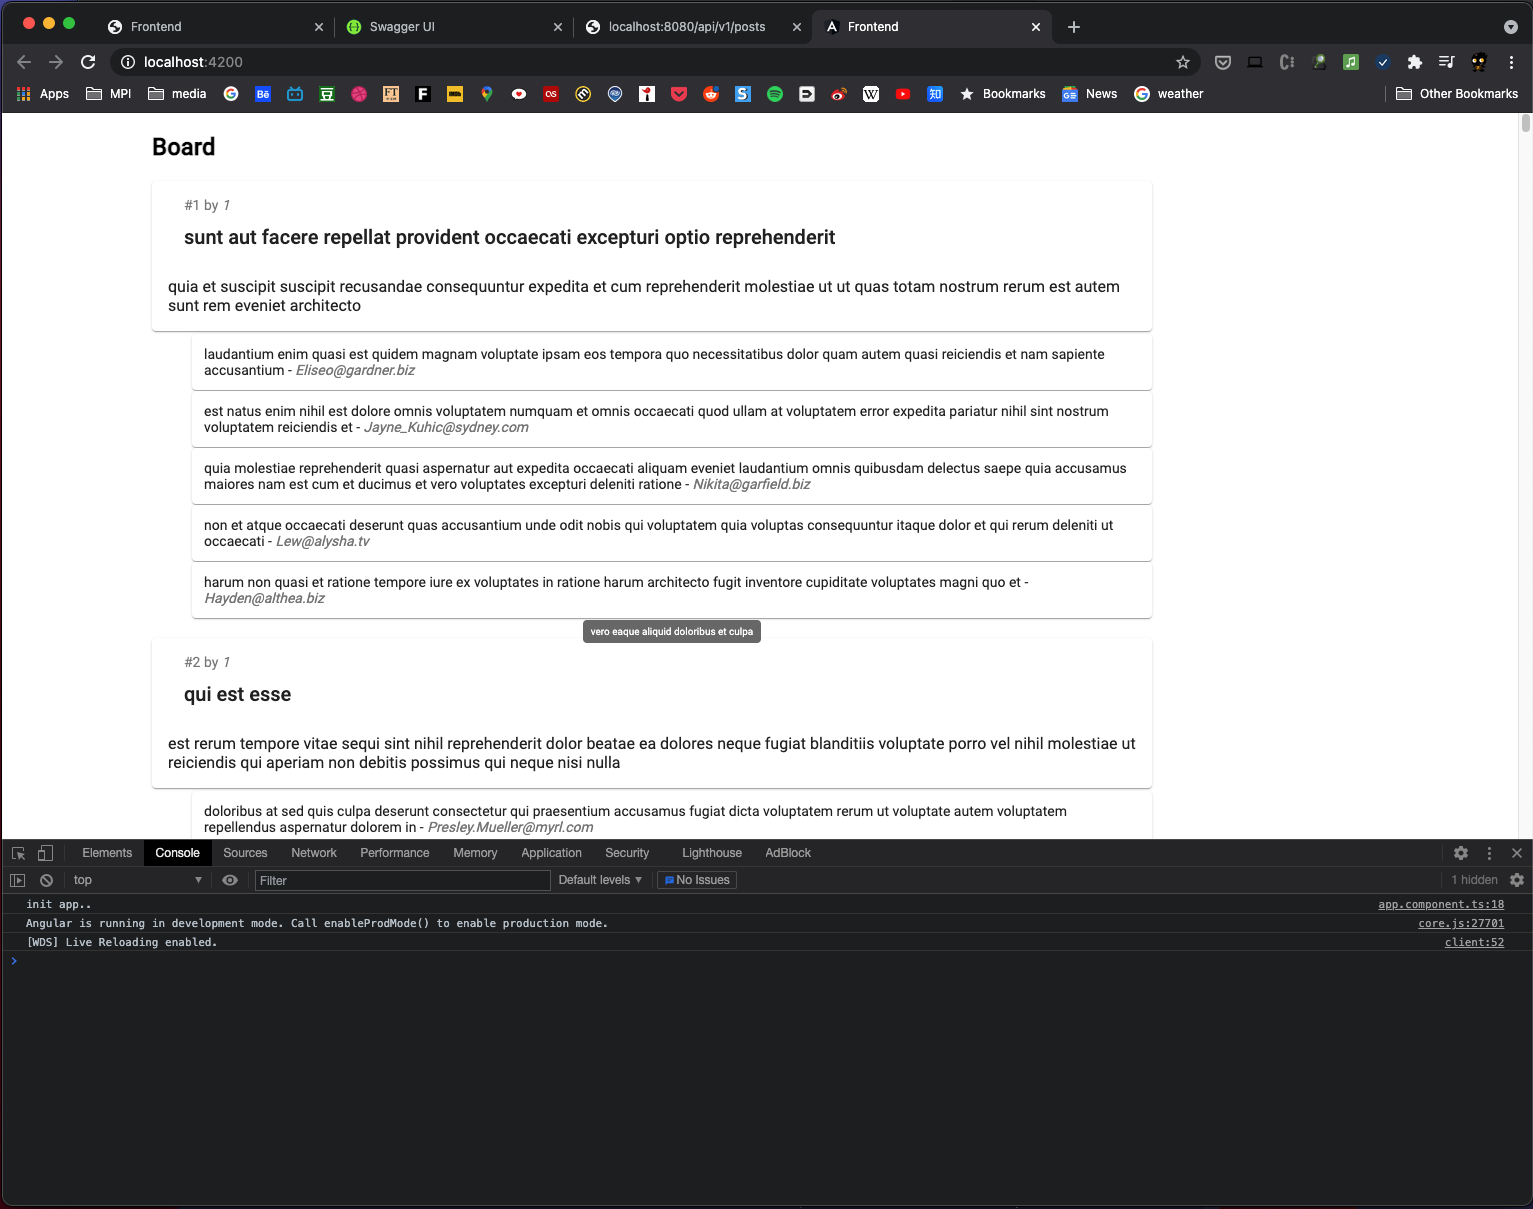 Frontend
Swagger UI
localhost:8080/api/v1/posts
Frontend
localhost:4200
Apps
MPI
media
Bookmarks
News
weather
Other Bookmarks
Board
#1 by 1
sunt aut facere repellat provident occaecati excepturi optio reprehenderit
quia et suscipit suscipit recusandae consequuntur expedita et cum reprehenderit molestiae ut ut quas totam nostrum rerum est autem
sunt rem eveniet architecto
laudantium enim quasi est quidem magnam voluptate ipsam eos tempora quo necessitatibus dolor quam autem quasi reiciendis et nam sapiente
accusantium - Eliseo@gardner.biz
est natus enim nihil est dolore omnis voluptatem numquam et omnis occaecati quod ullam at voluptatem error expedita pariatur nihil sint nostrum
voluptatem reiciendis et - Jayne_Kuhic@sydney.com
quia molestiae reprehenderit quasi aspernatur aut expedita occaecati aliquam eveniet laudantium omnis quibusdam delectus saepe quia accusamus
maiores nam est cum et ducimus et vero voluptates excepturi deleniti ratione - Nikita@garfield.biz
non et atque occaecati deserunt quas accusantium unde odit nobis qui voluptatem quia voluptas consequuntur itaque dolor et qui rerum deleniti ut
occaecati - Lew@alysha.tv
harum non quasi et ratione tempore iure ex voluptates in ratione harum architecto fugit inventore cupiditate voluptates magni quo et -
Hayden@althea.biz
vero eaque aliquid doloribus et culpa
#2 by 1
qui est esse
est rerum tempore vitae sequi sint nihil reprehenderit dolor beatae ea dolores neque fugiat blanditiis voluptate porro vel nihil molestiae ut
reiciendis qui aperiam non debitis possimus qui neque nisi nulla
doloribus at sed quis culpa deserunt consectetur qui praesentium accusamus fugiat dicta voluptatem rerum ut voluptate autem voluptatem
repellendus aspernatur dolorem in - Presley.Mueller@myrl.com
Elements
Console
Sources
Network
Performance
Memory
Application
Security
Lighthouse
AdBlock
top
Filter
Default levels
No Issues
1 hidden
init app..
app.component.ts:18
Angular is running in development mode. Call enableProdMode() to enable production mode.
core.js:27701
[WDS] Live Reloading enabled.
client:52